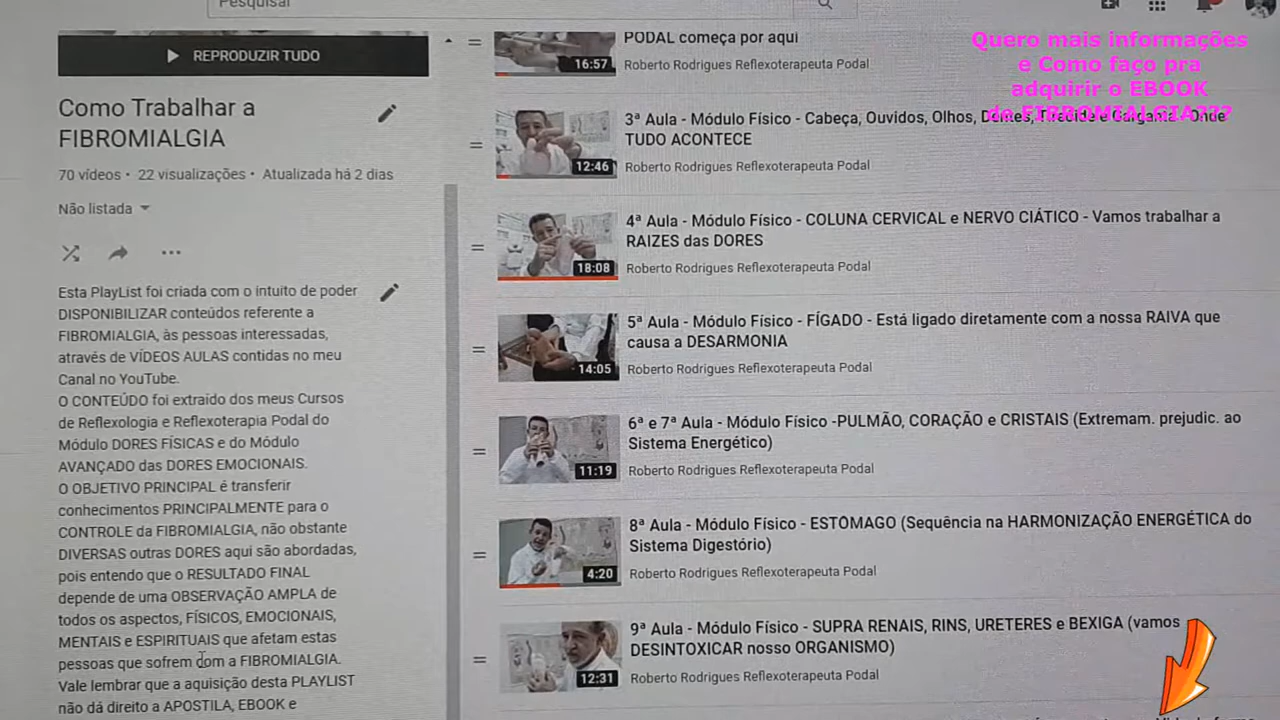 Pesquisar
REPRODUZIR TUDO
Como Trabalhar a
FIBROMIALGIA
70 vídeos • 22 visualizações • Atualizada há 2 dias
Não listada
Esta PlayList foi criada com o intuito de poder
DISPONIBILIZAR conteúdos referente a
FIBROMIALGIA, às pessoas interessadas,
através de VÍDEOS AULAS contidas no meu
Canal no YouTube.
O CONTEÚDO foi extraído dos meus Cursos
de Reflexologia e Reflexoterapia Podal do
Módulo DORES FÍSICAS e do Módulo
AVANÇADO das DORES EMOCIONAIS.
O OBJETIVO PRINCIPAL é transferir
conhecimentos PRINCIPALMENTE para o
CONTROLE da FIBROMIALGIA, não obstante
DIVERSAS outras DORES aqui são abordadas,
pois entendo que o RESULTADO FINAL
depende de uma OBSERVAÇÃO AMPLA de
todos os aspectos, FÍSICOS, EMOCIONAIS,
MENTAIS e ESPIRITUAIS que afetam estas
pessoas que sofrem com a FIBROMIALGIA.
Vale lembrar que a aquisição desta PLAYLIST
não dá direito a APOSTILA, EBOOK e
PODAL começa por aqui
Roberto Rodrigues Reflexoterapeuta Podal
16:57
3ª Aula - Módulo Físico - Cabeça, Ouvidos, Olhos, Dentes, Tireóide e Garganta - Onde
TUDO ACONTECE
Roberto Rodrigues Reflexoterapeuta Podal
12:46
4ª Aula - Módulo Físico - COLUNA CERVICAL e NERVO CIÁTICO - Vamos trabalhar a
RAIZES das DORES
Roberto Rodrigues Reflexoterapeuta Podal
18:08
5ª Aula - Módulo Físico - FÍGADO - Está ligado diretamente com a nossa RAIVA que
causa a DESARMONIA
Roberto Rodrigues Reflexoterapeuta Podal
14:05
6ª e 7ª Aula - Módulo Físico -PULMÃO, CORAÇÃO e CRISTAIS (Extremam. prejudic. ao
Sistema Energético)
Roberto Rodrigues Reflexoterapeuta Podal
11:19
8ª Aula - Módulo Físico - ESTÔMAGO (Sequência na HARMONIZAÇÃO ENERGÉTICA do
Sistema Digestório)
Roberto Rodrigues Reflexoterapeuta Podal
4:20
9ª Aula - Módulo Físico - SUPRA RENAIS, RINS, URETERES e BEXIGA (vamos
DESINTOXICAR nosso ORGANISMO)
Roberto Rodrigues Reflexoterapeuta Podal
12:31
Quero mais informações
e Como faço pra
adquirir o EBOOK
de FIBROMIALGIA???